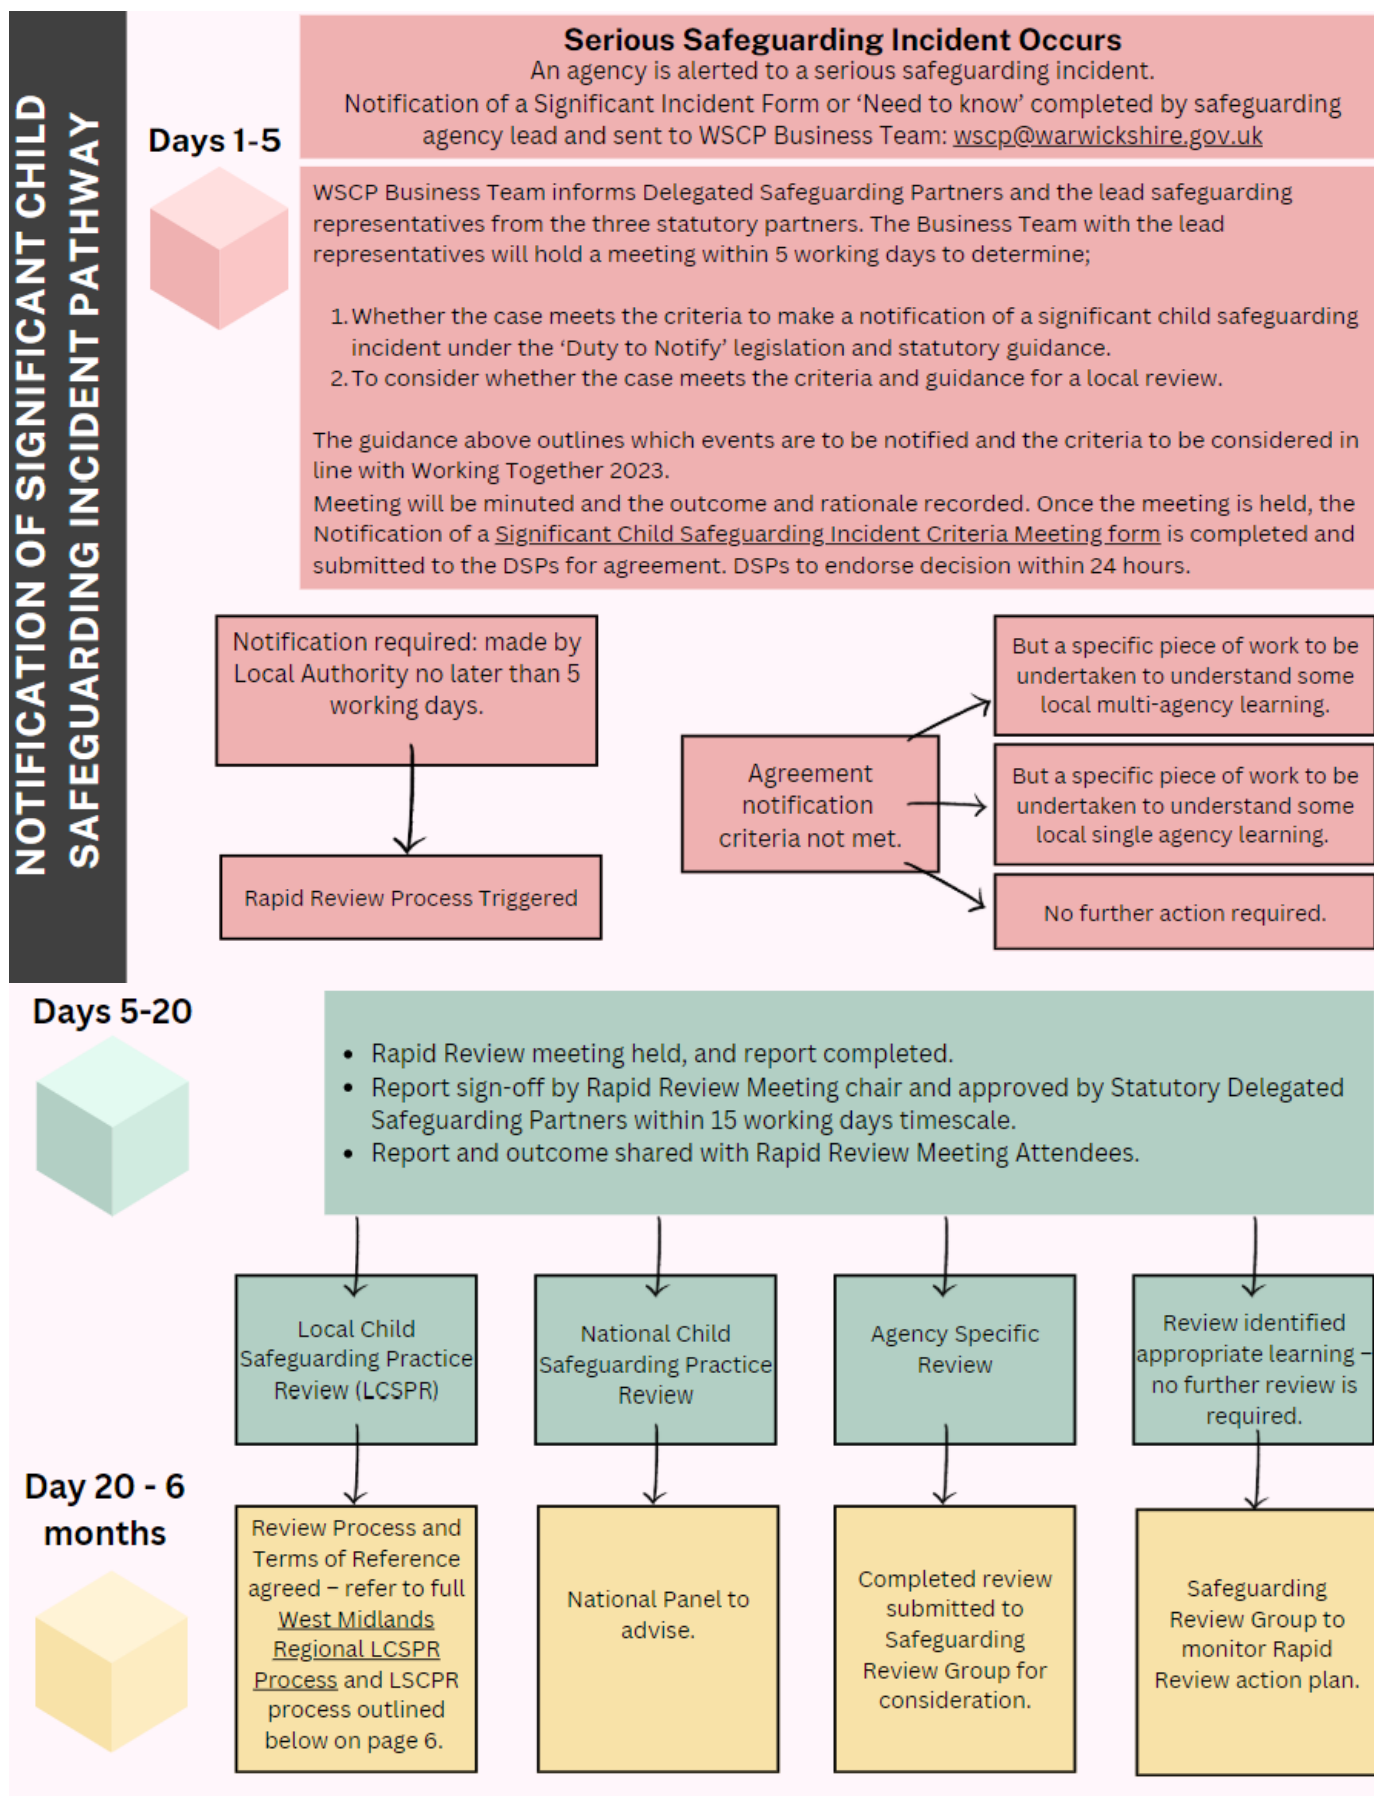 NOTIFICATION OF SIGNIFICANT CHILD
SAFEGUARDING INCIDENT PATHWAY
Days 1-5
Serious Safeguarding Incident Occurs
An agency is alerted to a serious safeguarding incident.
Notification of a Significant Incident Form or ‘Need to know’ completed by safeguarding
agency lead and sent to WSCP Business Team: wscp@warwickshire.gov.uk
WSCP Business Team informs Delegated Safeguarding Partners and the lead safeguarding
representatives from the three statutory partners. The Business Team with the lead
representatives will hold a meeting within 5 working days to determine;
1. Whether the case meets the criteria to make a notification of a significant child safeguarding
incident under the ‘Duty to Notify’ legislation and statutory guidance.
2. To consider whether the case meets the criteria and guidance for a local review.
The guidance above outlines which events are to be notified and the criteria to be considered in
line with Working Together 2023.
Meeting will be minuted and the outcome and rationale recorded. Once the meeting is held, the
Notification of a Significant Child Safeguarding Incident Criteria Meeting form is completed and
submitted to the DSPs for agreement. DSPs to endorse decision within 24 hours.
Notification required: made by
Local Authority no later than 5
working days.
Rapid Review Process Triggered
Agreement
notification
criteria not met.
But a specific piece of work to be
undertaken to understand some
local multi-agency learning.
But a specific piece of work to be
undertaken to understand some
local single agency learning.
No further action required.
Days 5-20
• Rapid Review meeting held, and report completed.
• Report sign-off by Rapid Review Meeting chair and approved by Statutory Delegated
Safeguarding Partners within 15 working days timescale.
• Report and outcome shared with Rapid Review Meeting Attendees.
Local Child
Safeguarding Practice
Review (LCSPR)
National Child
Safeguarding Practice
Review
Agency Specific
Review
Review identified
appropriate learning –
no further review is
required.
Day 20 - 6
months
Review Process and
Terms of Reference
agreed – refer to full
West Midlands
Regional LCSPR
Process and LSCPR
process outlined
below on page 6.
National Panel to
advise.
Completed review
submitted to
Safeguarding
Review Group for
consideration.
Safeguarding
Review Group to
monitor Rapid
Review action plan.